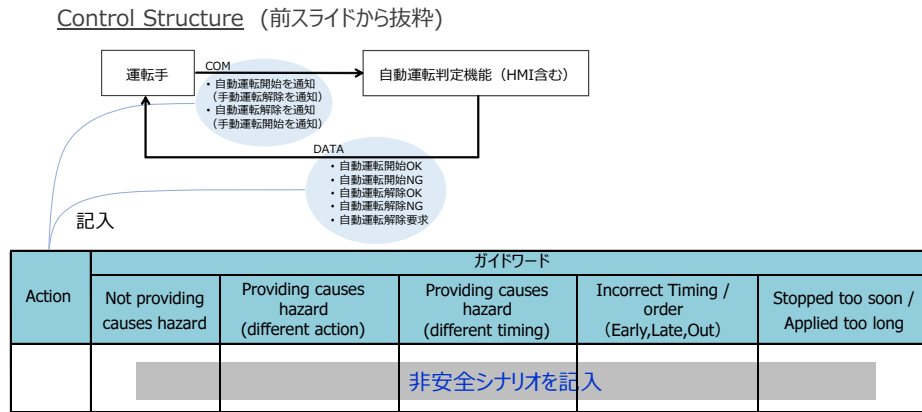 Control Structure (前スライドから抜粋)
運転手
COM
自動運転判定機能（HMI含む）
・自動運転開始を通知
（手動運転解除を通知）
・自動運転解除を通知
（手動運転開始を通知）
DATA
・自動運転開始OK
・自動運転開始NG
・自動運転解除OK
・自動運転解除NG
・自動運転解除要求
記入
Action
ガイドワード
Not providing
causes hazard
Providing causes
hazard
(different action)
Providing causes
hazard
(different timing)
Incorrect Timing /
order
(Early,Late,Out)
Stopped too soon /
Applied too long
非安全シナリオを記入